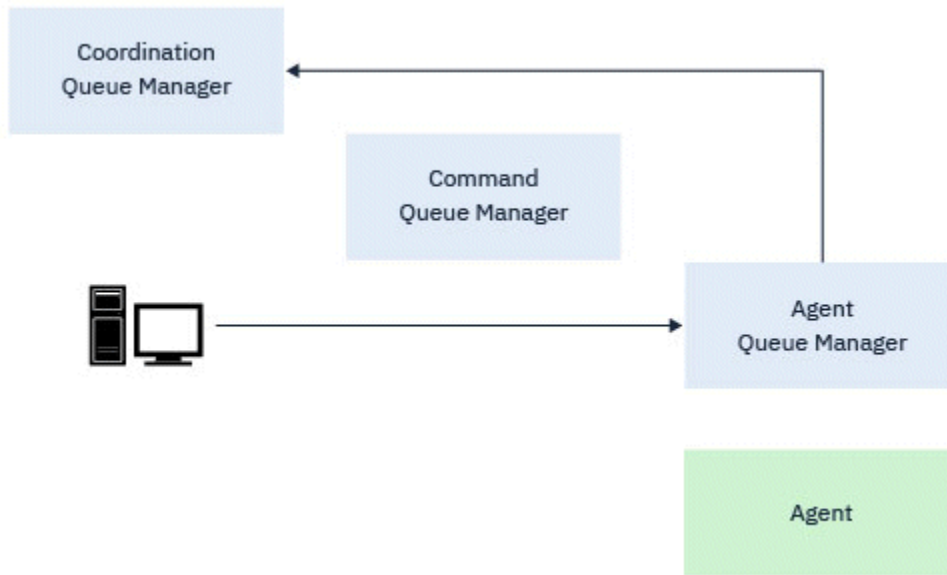 Coordination
Queue Manager
Command
Queue Manager
Agent
Queue Manager
Agent